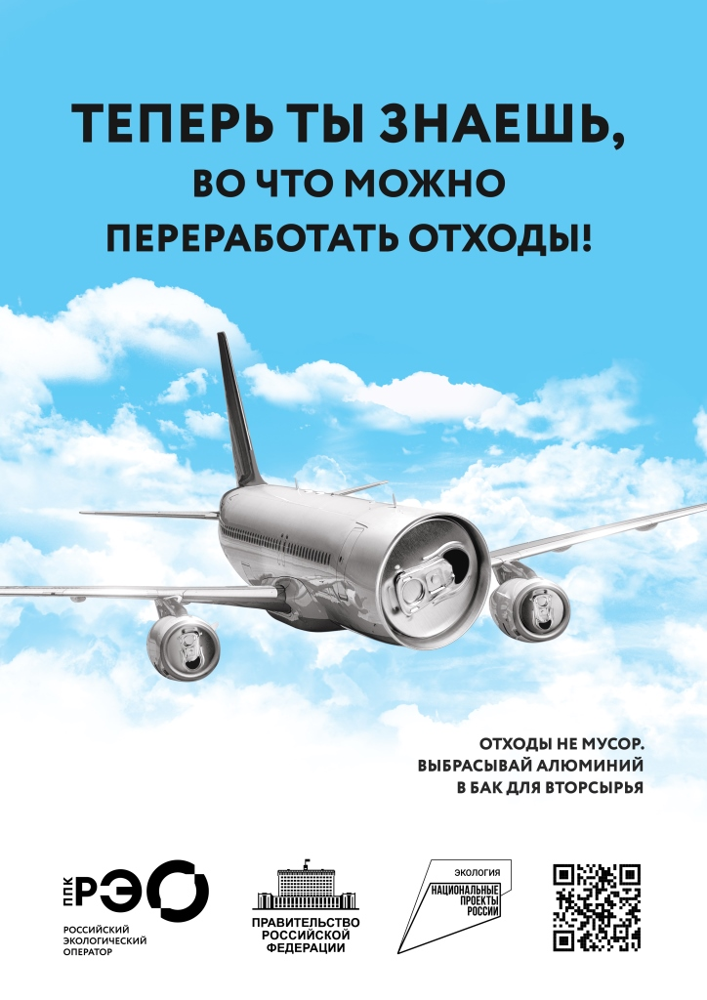 ТЕПЕРЬ ТЫ ЗНАЕШЬ,
ВО ЧТО МОЖНО
ПЕРЕРАБОТАТЬ ОТХОДЫ!
ОТХОДЫ НЕ МУСОР.
ВЫБРАСЫВАЙ АЛЮМИНИЙ
В БАК ДЛЯ ВТОРСЫРЬЯ
ППК РЭО
РОССИЙСКИЙ
ЭКОЛОГИЧЕСКИЙ
ОПЕРАТОР
ПРАВИТЕЛЬСТВО
РОССИЙСКОЙ
ФЕДЕРАЦИИ
ЭКОЛОГИЯ
НАЦИОНАЛЬНЫЕ
ПРОЕКТЫ
РОССИИ